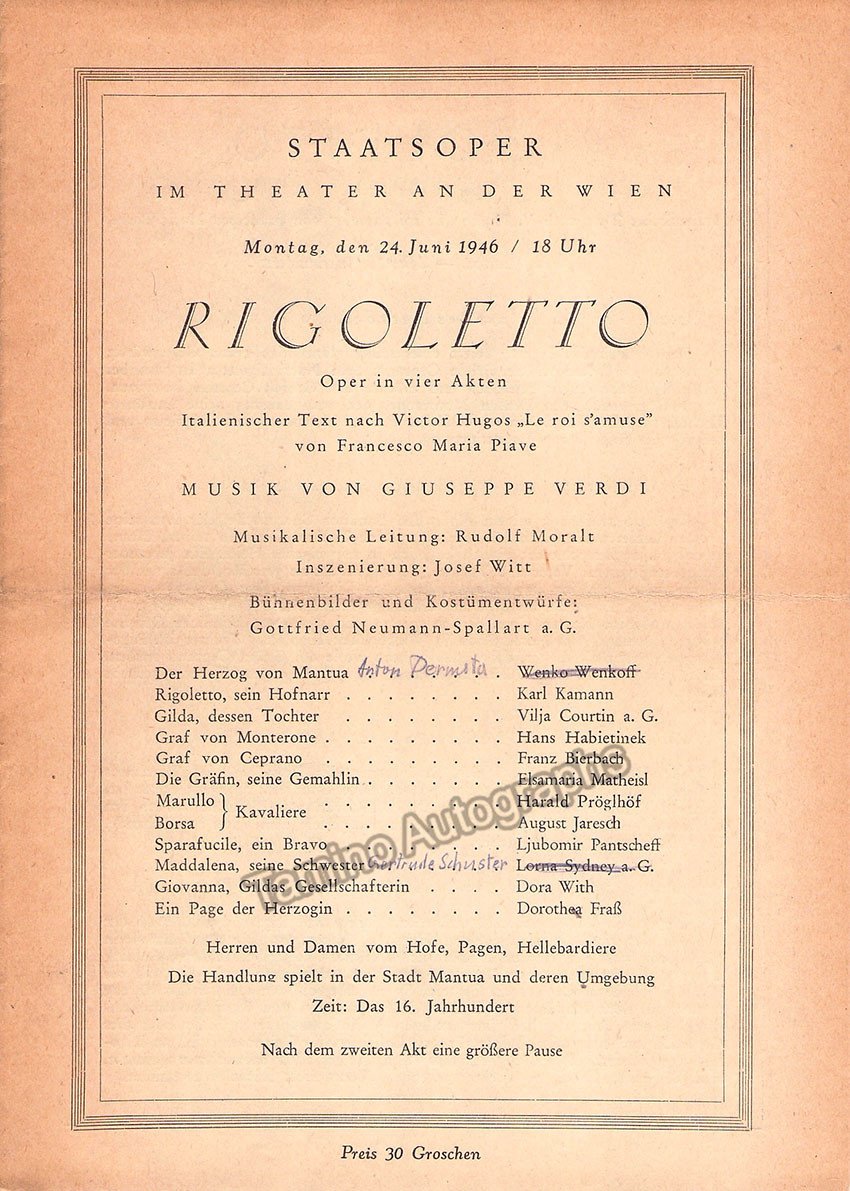 STAATSOPER
IM THEATER AN DER WIEN
Montag, den 24. Juni 1946 / 18 Uhr
RIGOLETTO
Oper in vier Akten
Italienischer Text nach Victor Hugos „Le roi s'amuse”
von Francesco Maria Piave
MUSIK VON GIUSEPPE VERDI
Musikalische Leitung: Rudolf Moralt
Inszenierung: Josef Witt
Bühnenbilder und Kostümentwürfe:
Gottfried Neumann-Spallart a. G.
Der Herzog von Mantua Anton Dermota . Wenko Wenkoff
Rigoletto, sein Hofnarr . . . . . . . . Karl Kamann
Gilda, dessen Tochter . . . . . . . . Vilja Courtin a. G.
Graf von Monterone . . . . . . . . . Hans Habietinek
Graf von Ceprano . . . . . . . . . Franz Bierbach
Die Gräfin, seine Gemahlin . . . . . . . Elsamaria Matheisl
Marullo } Kavaliere . . . . . . . . . Harald Pröglhöf
Borsa . . . . . . . . . August Jaresch
Sparafucile, ein Bravo . . . . . . . . Ljubomir Pantscheff
Maddalena, seine Schwester Gertrude Schuster Lorna Sydney a. G.
Giovanna, Gildas Gesellschafterin . . . . Dora With
Ein Page der Herzogin . . . . . . . . Dorothea Fraß
Tamino Autographs
Herren und Damen vom Hofe, Pagen, Hellebardiere
Die Handlung spielt in der Stadt Mantua und deren Umgebung
Zeit: Das 16. Jahrhundert
Nach dem zweiten Akt eine größere Pause
Preis 30 Groschen